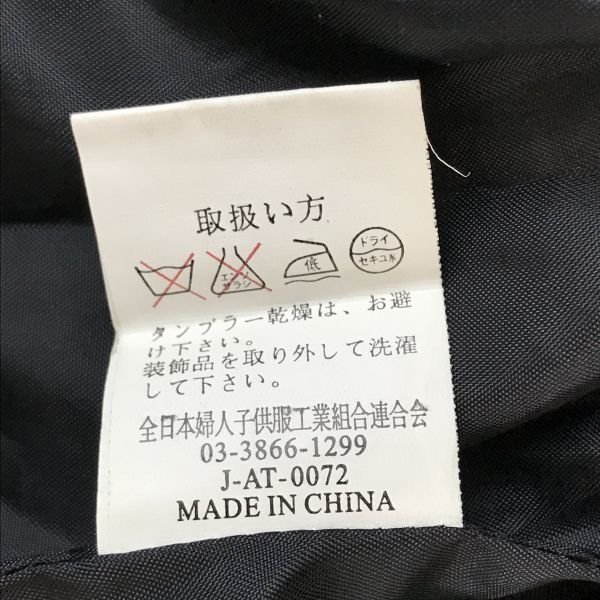 取扱い方
エンソ
サラシ
低
ドライ
セキユ系
タンブラー乾燥は、お避
け下さい。
装飾品を取り外して洗濯
して下さい。
全日本婦人子供服工業組合連合会
03-3866-1299
J-AT-0072
MADE IN CHINA